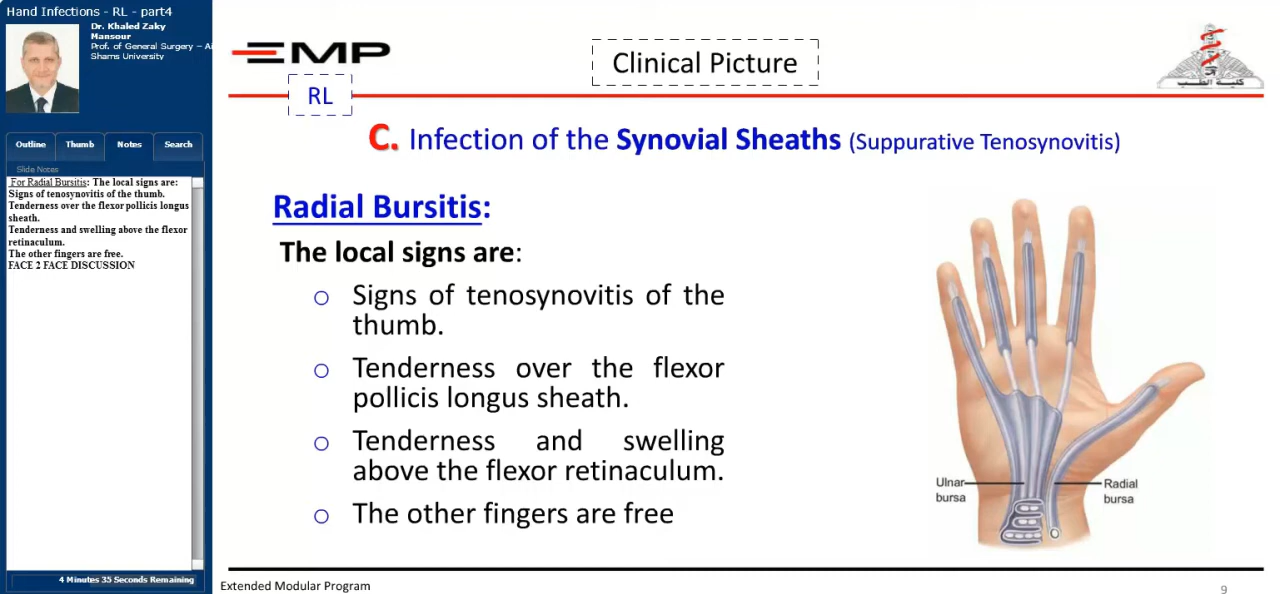 Hand Infections - RL - part4
Dr. Khaled Zaky
Mansour
Prof. of General Surgery – Ai
Shams University
Outline
Thumb
Notes
Search
Slide Notes
For Radial Bursitis: The local signs are:
Signs of tenosynovitis of the thumb.
Tenderness over the flexor pollicis longus
sheath.
Tenderness and swelling above the flexor
retinaculum.
The other fingers are free.
FACE 2 FACE DISCUSSION
4 Minutes 35 Seconds Remaining
EMP
Clinical Picture
كلية الطب
RL
C. Infection of the Synovial Sheaths (Suppurative Tenosynovitis)
Radial Bursitis:
The local signs are:
o Signs of tenosynovitis of the
thumb.
o Tenderness over the flexor
pollicis longus sheath.
o Tenderness and swelling
above the flexor retinaculum.
o The other fingers are free
Ulnar
bursa
Radial
bursa
Extended Modular Program
9